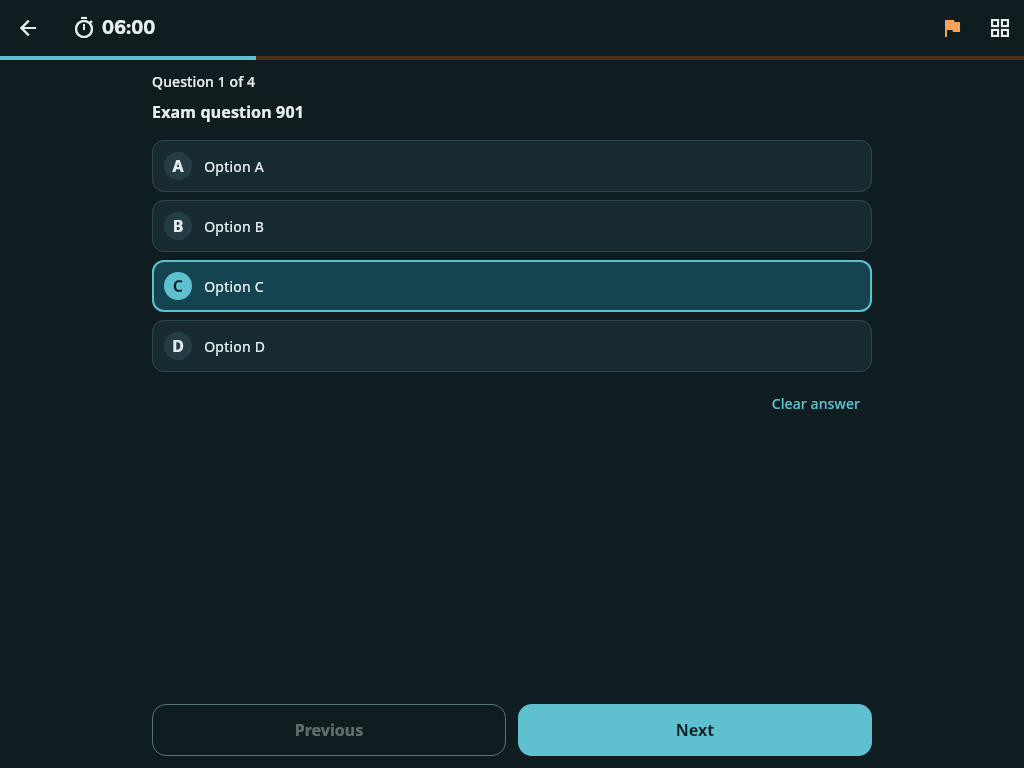 06:00
Question 1 of 4
Exam question 901
A Option A
B Option B
C Option C
D Option D
Clear answer
Previous Next